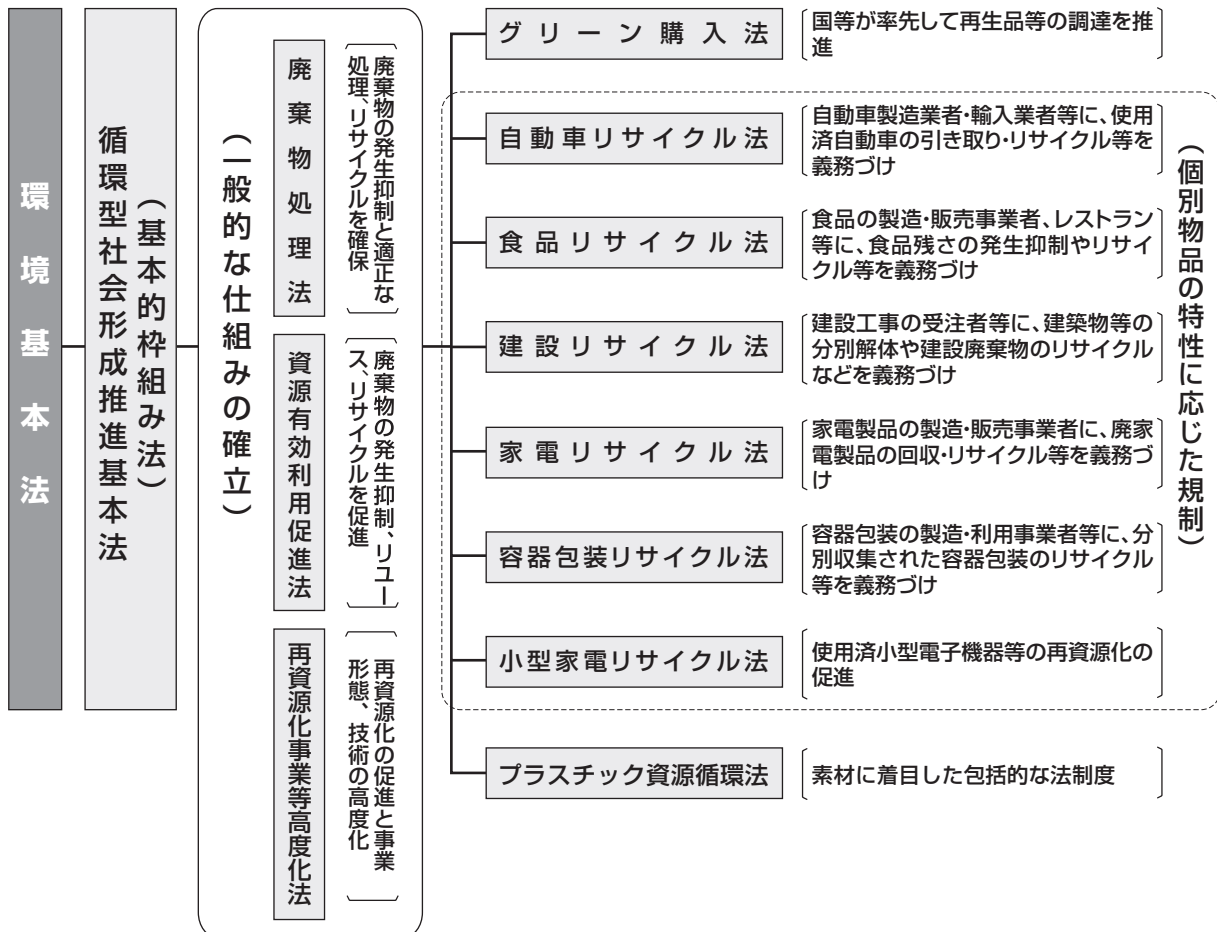 環境基本法
循環型社会形成推進基本法
（基本的枠組み法）
（一般的な仕組みの確立）
廃棄物処理法
廃棄物の発生抑制と適正な
処理、リサイクルを確保
資源有効利用促進法
廃棄物の発生抑制、リユー
ス、リサイクルを促進
再資源化事業等高度化法
再資源化の促進と事業
形態、技術の高度化
グリーン購入法
国等が率先して再生品等の調達を推
進
（個別物品の特性に応じた規制）
自動車リサイクル法
自動車製造業者・輸入業者等に、使用
済自動車の引き取り・リサイクル等を
義務づけ
食品リサイクル法
食品の製造・販売事業者、レストラン
等に、食品残さの発生抑制やリサイ
クル等を義務づけ
建設リサイクル法
建設工事の受注者等に、建築物等の
分別解体や建設廃棄物のリサイクル
などを義務づけ
家電リサイクル法
家電製品の製造・販売事業者に、廃家
電製品の回収・リサイクル等を義務づ
け
容器包装リサイクル法
容器包装の製造・利用事業者等に、分
別収集された容器包装のリサイクル
等を義務づけ
小型家電リサイクル法
使用済小型電子機器等の再資源化の
促進
プラスチック資源循環法
素材に着目した包括的な法制度